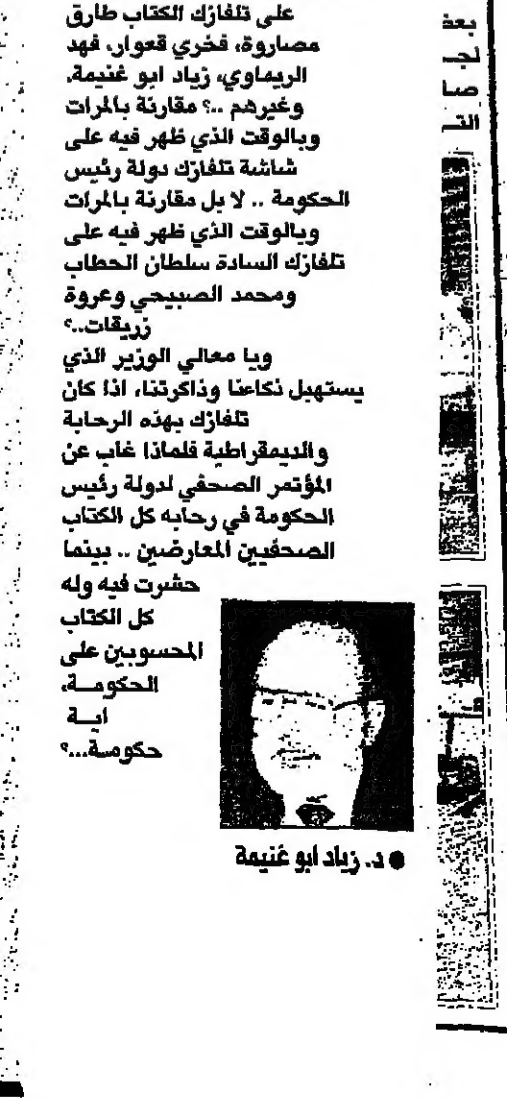 على تلفازك الكتاب طارق
مصاروة، فخري قعوار، فهد
الريماوي، زياد ابو غنيمة،
وغيرهم ..؟ مقارنة بالمرات
وبالوقت الذي ظهر فيه على
شاشة تلفازك دولة رئيس
الحكومة .. لا بل مقارنة بالمرات
وبالوقت الذي ظهر فيه على
تلفازك السادة سلطان الحطاب
ومحمد الصبيحي وعروة
زريقات..؟
ويا معالي الوزير الذي
يستهبل ذكاءنا وذاكرتنا، اذا كان
تلفازك بهذه الرحابة
والديمقراطية فلماذا غاب عن
المؤتمر الصحفي لدولة رئيس
الحكومة في رحابه كل الكتاب
الصحفيين المعارضين .. بينما
حشرت فيه وله
كل الكتاب
المحسوبين على
الحكومـة،
ايـة
حكومـة...؟
● د. زياد ابو غنيمة
بعض